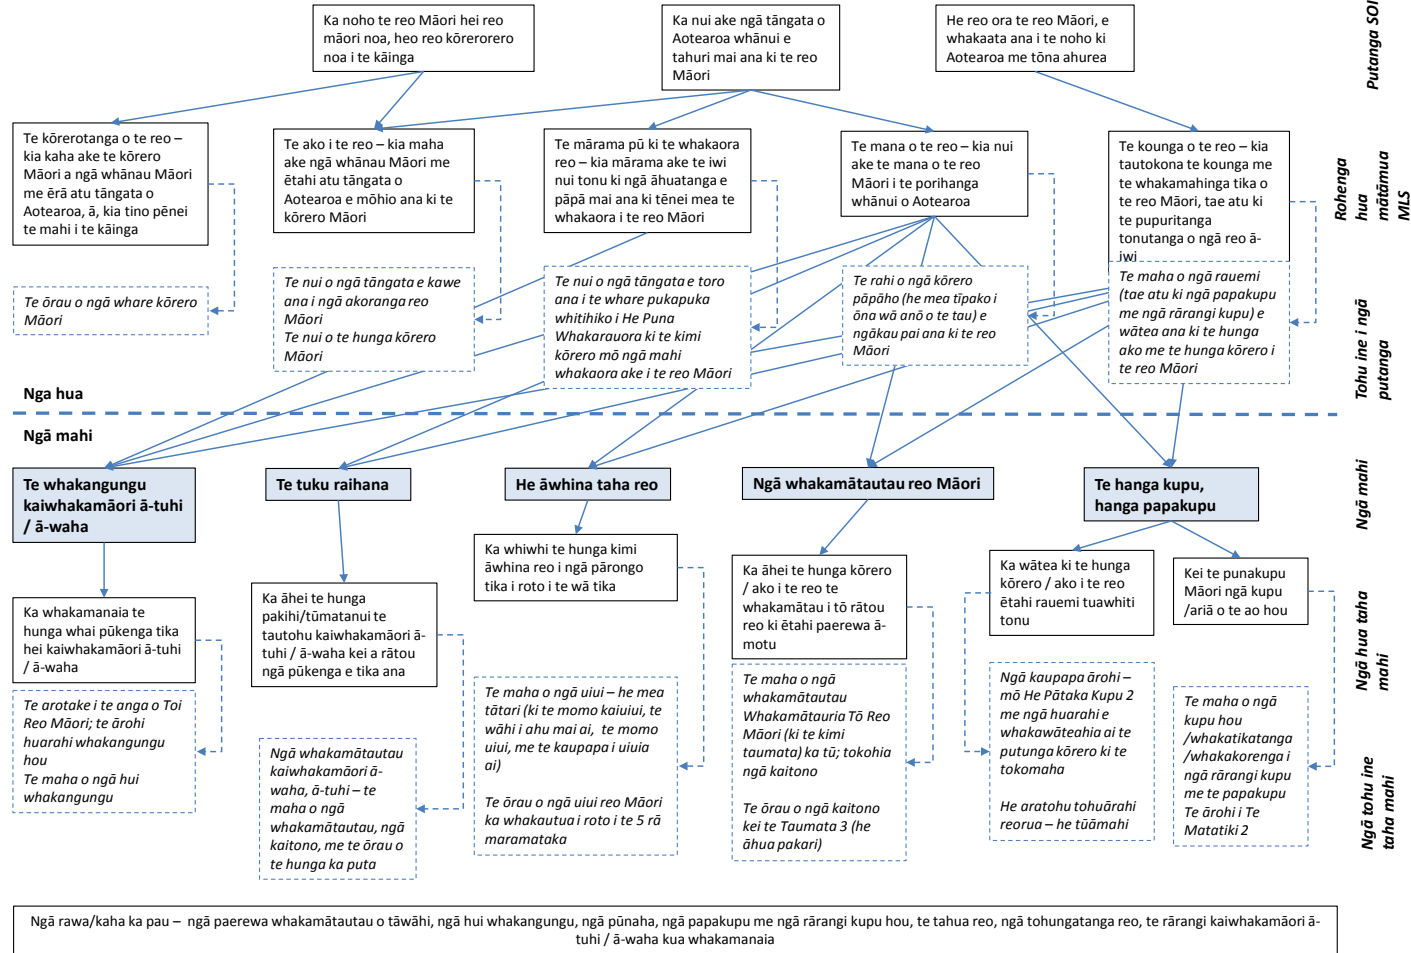 Ka noho te reo Māori hei reo
māori noa, heo reo kōrerorero
noa i te kāinga
Ka nui ake ngā tāngata o
Aotearoa whānui e
tahuri mai ana ki te reo
Māori
He reo ora te reo Māori, e
whakaata ana i te noho ki
Aotearoa me tōna ahurea
Putanga SOI
Te kōrerotanga o te reo –
kia kaha ake te kōrero
Māori a ngā whānau Māori
me ērā atu tāngata o
Aotearoa, ā, kia tino pēnei
te mahi i te kāinga
Te ako i te reo – kia maha
ake ngā whānau Māori me
ētahi atu tāngata o
Aotearoa e mōhio ana ki te
kōrero Māori
Te mārama pū ki te whakaora
reo – kia mārama ake te iwi
nui tonu ki ngā āhuatanga e
pāpā mai ana ki tēnei mea te
whakaora i te reo Māori
Te mana o te reo – kia nui
ake te mana o te reo
Māori i te porihanga
whānui o Aotearoa
Te kounga o te reo – kia
tautokona te kounga me
te whakamahinga tika o
te reo Māori, tae atu ki
te pupuritanga
tonutanga o ngā reo ā-
iwi
Rohenga
hua
mātāmua
MLS
Te ōrau o ngā whare kōrero
Māori
Te nui o ngā tāngata e kawe
ana i ngā akoranga reo
Māori
Te nui o te hunga kōrero
Māori
Te nui o ngā tāngata e toro
ana i te whare pukapuka
whitihiko i He Puna
Whakarauora ki te kimi
kōrero mō ngā mahi
whakaora ake i te reo Māori
Te rahi o ngā kōrero
pāpāho (he mea tīpako i
ōna wā anō o te tau) e
ngākau pai ana ki te reo
Māori
Te maha o ngā rauemi
(tae atu ki ngā papakupu
me ngā rārangi kupu) e
wātea ana ki te hunga
ako me te hunga kōrero i
te reo Māori
Tohu ine i ngā
putanga
Nga hua
Ngā mahi
Te whakangungu
kaiwhakamāori ā-tuhi
/ ā-waha
Te tuku raihana
He āwhina taha reo
Ngā whakamātautau reo Māori
Te hanga kupu,
hanga papakupu
Ngā mahi
Ka whakamanaia te
hunga whai pūkenga tika
hei kaiwhakamāori ā-tuhi
/ ā-waha
Ka āhei te hunga
pakihi/tūmatanui te
tautohu kaiwhakamāori ā-
tuhi / ā-waha kei a rātou
ngā pūkenga e tika ana
Ka whiwhi te hunga kimi
āwhina reo i ngā pārongo
tika i roto i te wā tika
Ka āhei te hunga kōrero
/ ako i te reo te
whakamātau i tō rātou
reo ki ētahi paerewa ā-
motu
Ka wātea ki te hunga
kōrero / ako i te reo
ētahi rauemi tuawhiti
tonu
Kei te punakupu
Māori ngā kupu
/ariā o te ao hou
Ngā hua taha
mahi
Te arotake i te anga o Toi
Reo Māori; te ārohi
huarahi whakangungu
hou
Te maha o ngā hui
whakangungu
Ngā whakamātautau
kaiwhakamāori ā-
waha, ā-tuhi – te
maha o ngā
whakamātautau, ngā
kaitono, me te ōrau o
te hunga ka puta
Te maha o ngā uiui – he mea
tātari (ki te momo kaiuiui, te
wāhi i ahu mai ai, te momo
uiui, me te kaupapa i uiuia
ai)
Te ōrau o ngā uiui reo Māori
ka whakautua i roto i te 5 rā
maramataka
Te maha o ngā
whakamātautau
Whakamātauria Tō Reo
Māori (ki te kimi
taumata) ka tū; tokohia
ngā kaitono
Te ōrau o ngā kaitono
kei te Taumata 3 (he
āhua pakari)
Ngā kaupapa ārohi –
mō He Pātaka Kupu 2
me ngā huarahi e
whakawāteahia ai te
putunga kōrero ki te
tokomaha
He aratohu tohuārahi
reorua – he tūāmahi
Te maha o ngā
kupu hou
/whakatikatanga
/whakakorenga i
ngā rārangi kupu
me te papakupu
Te ārohi i Te
Matatiki 2
Ngā tohu ine
taha mahi
Ngā rawa/kaha ka pau – ngā paerewa whakamātautau o tāwāhi, ngā hui whakangungu, ngā pūnaha, ngā papakupu me ngā rārangi kupu hou, te tahua reo, ngā tohungatanga reo, te rārangi kaiwhakamāori ā-
tuhi / ā-waha kua whakamanaia